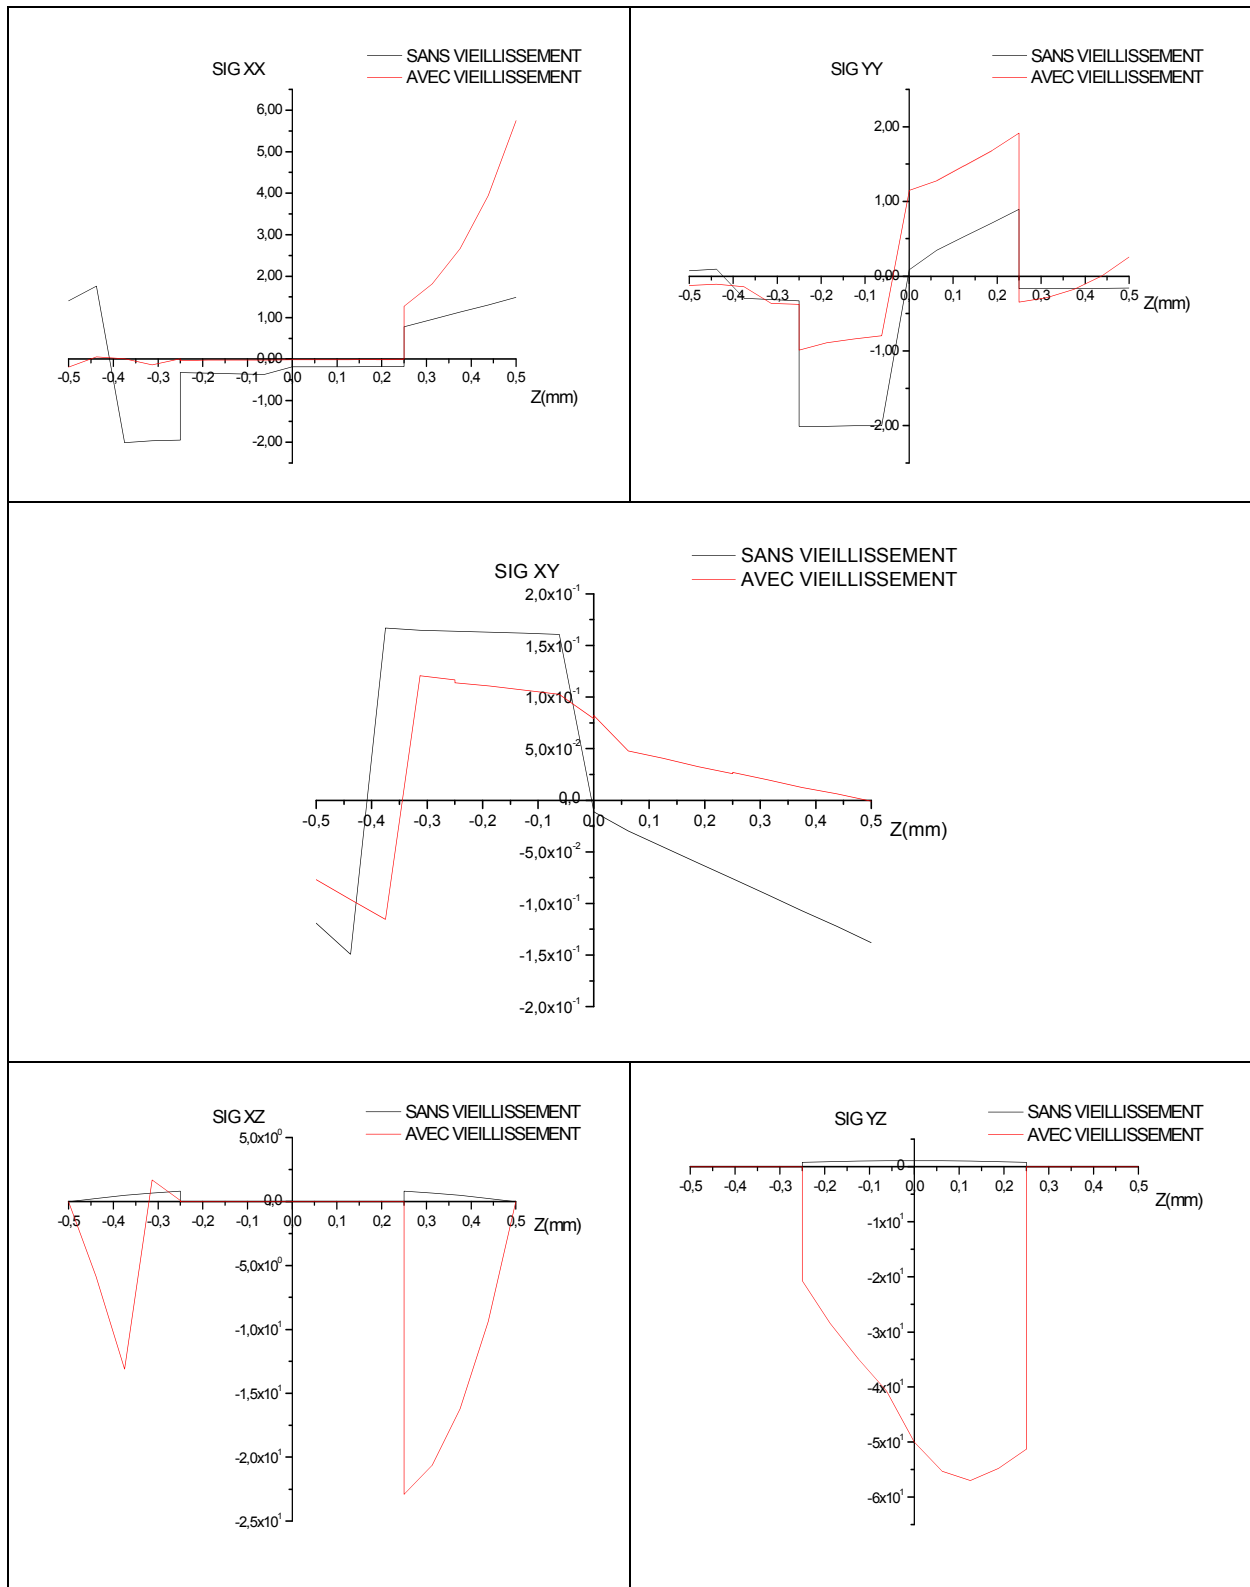 SIG XX
SANS VIEILLISSEMENT
AVEC VIEILLISSEMENT
6,00
5,00
4,00
3,00
2,00
1,00
0,00
-1,00
-2,00
-0,5 -0,4 -0,3 -0,2 -0,1 0,0 0,1 0,2 0,3 0,4 0,5
Z(mm)
SIG YY
SANS VIEILLISSEMENT
AVEC VIEILLISSEMENT
2,00
1,00
0,00
-1,00
-2,00
-0,5 -0,4 -0,3 -0,2 -0,1 0,0 0,1 0,2 0,3 0,4 0,5
Z(mm)
SIG XY
SANS VIEILLISSEMENT
AVEC VIEILLISSEMENT
2,0x10⁻¹
1,5x10⁻¹
1,0x10⁻¹
5,0x10⁻²
0,0
-5,0x10⁻²
-1,0x10⁻¹
-1,5x10⁻¹
-2,0x10⁻¹
-0,5 -0,4 -0,3 -0,2 -0,1 0,0 0,1 0,2 0,3 0,4 0,5
Z(mm)
SIG XZ
SANS VIEILLISSEMENT
AVEC VIEILLISSEMENT
5,0x10⁰
0,0
-5,0x10⁰
-1,0x10¹
-1,5x10¹
-2,0x10¹
-2,5x10¹
-0,5 -0,4 -0,3 -0,2 -0,1 0,0 0,1 0,2 0,3 0,4 0,5
Z(mm)
SIG YZ
SANS VIEILLISSEMENT
AVEC VIEILLISSEMENT
0
-1x10¹
-2x10¹
-3x10¹
-4x10¹
-5x10¹
-6x10¹
-0,5 -0,4 -0,3 -0,2 -0,1 0,0 0,1 0,2 0,3 0,4 0,5
Z(mm)